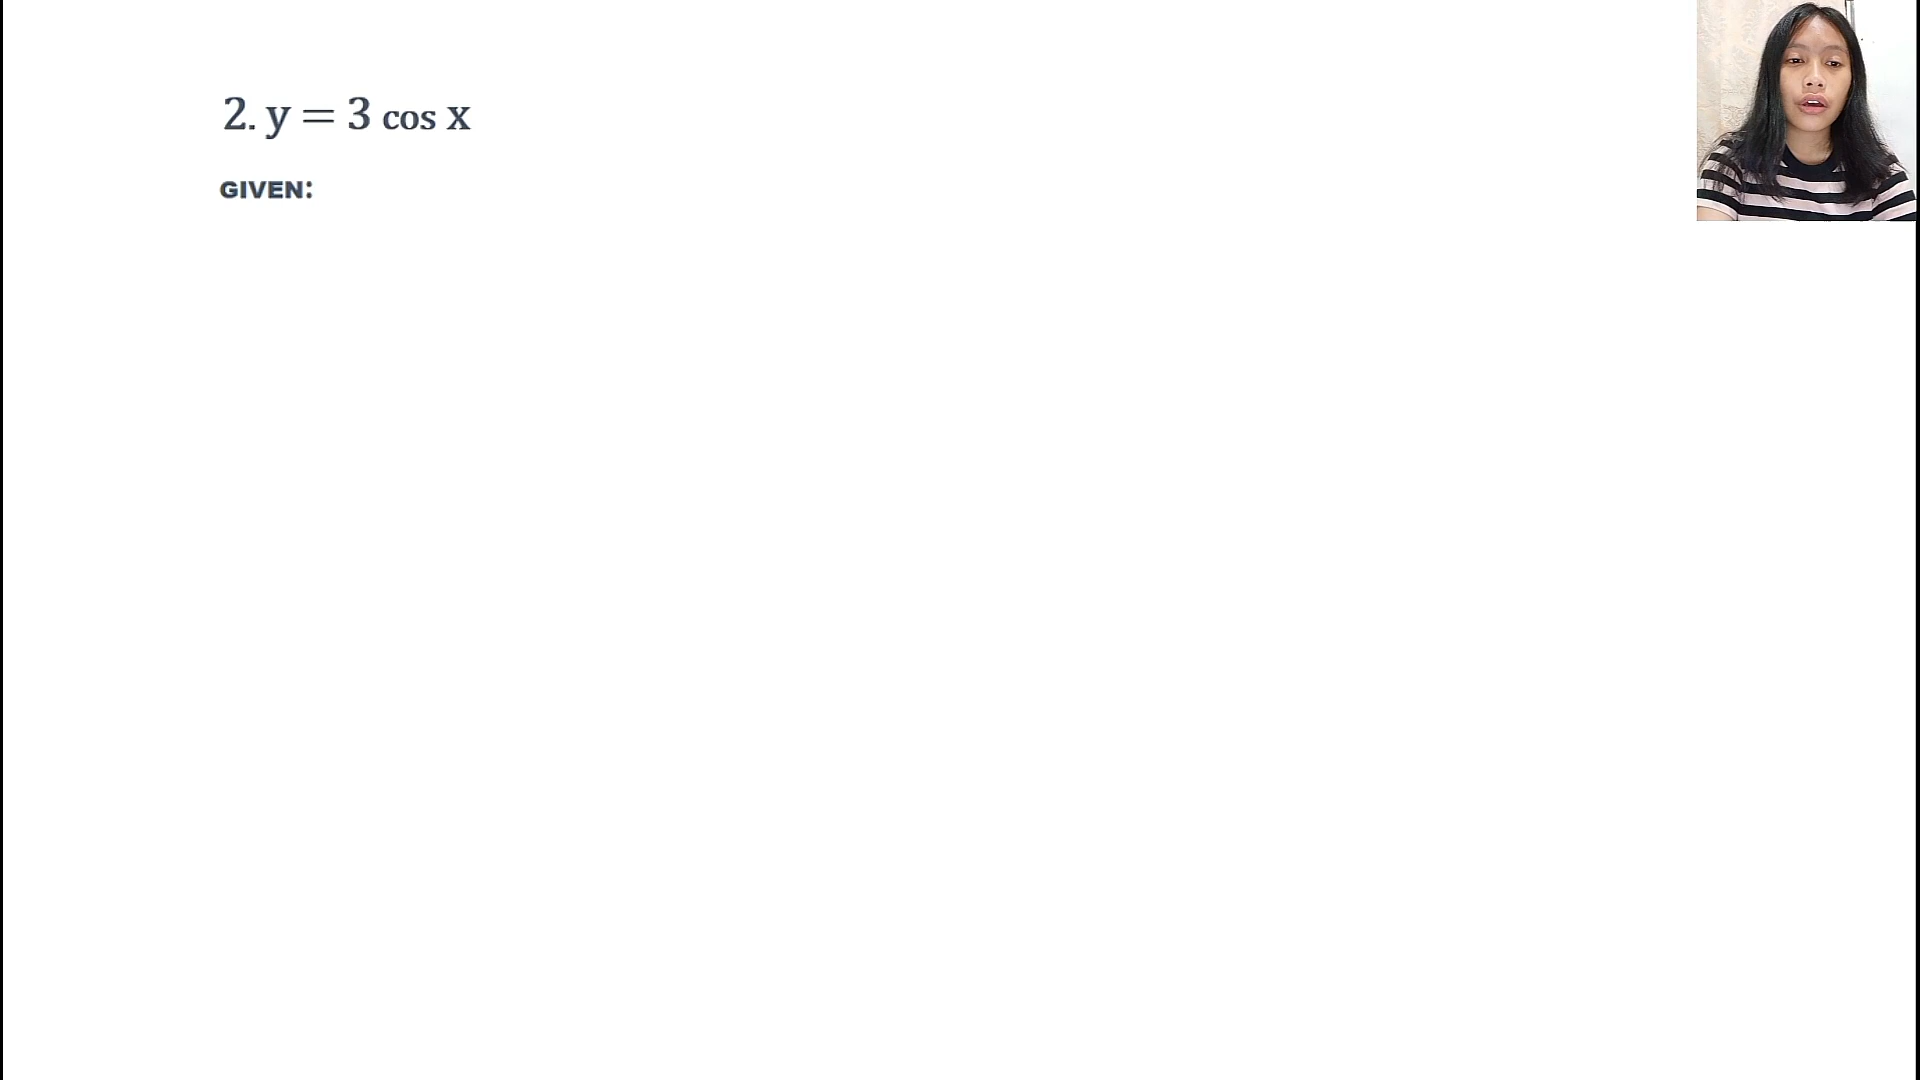 2. y = 3 cos x
GIVEN: